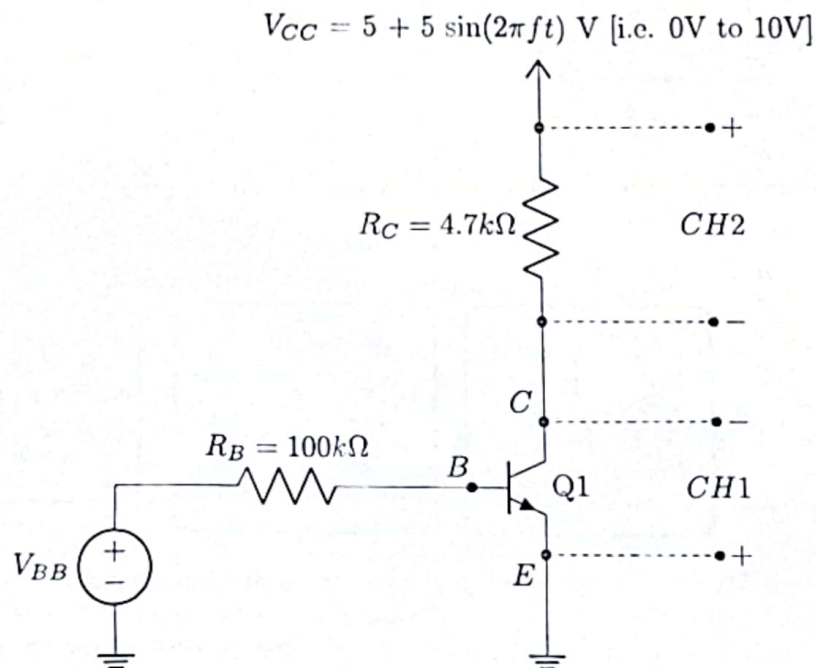 V_CC = 5 + 5 sin(2πft) V [i.e. 0V to 10V]
+
R_C = 4.7kΩ
CH2
−
C
−
R_B = 100kΩ
B
Q1
CH1
V_BB
+
−
E
+